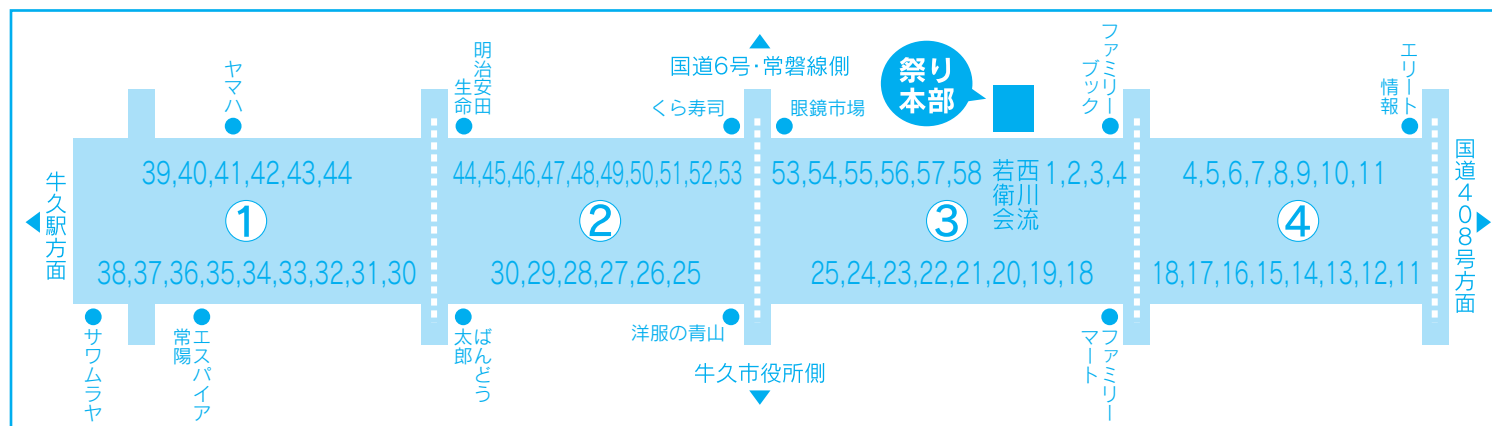 国道6号・常磐線側
祭り
本部
ヤマハ
明治安田
生命
くら寿司
眼鏡市場
ファミリー
ブック
エリート
情報
39,40,41,42,43,44
44,45,46,47,48,49,50,51,52,53
53,54,55,56,57,58
西川流
若衛会
1,2,3,4
4,5,6,7,8,9,10,11
牛久駅方面
①
②
③
④
国道408号方面
38,37,36,35,34,33,32,31,30
30,29,28,27,26,25
25,24,23,22,21,20,19,18
18,17,16,15,14,13,12,11
サワムラヤ
エスパイア
常陽
ばんどう
太郎
洋服の青山
ファミリー
マート
牛久市役所側